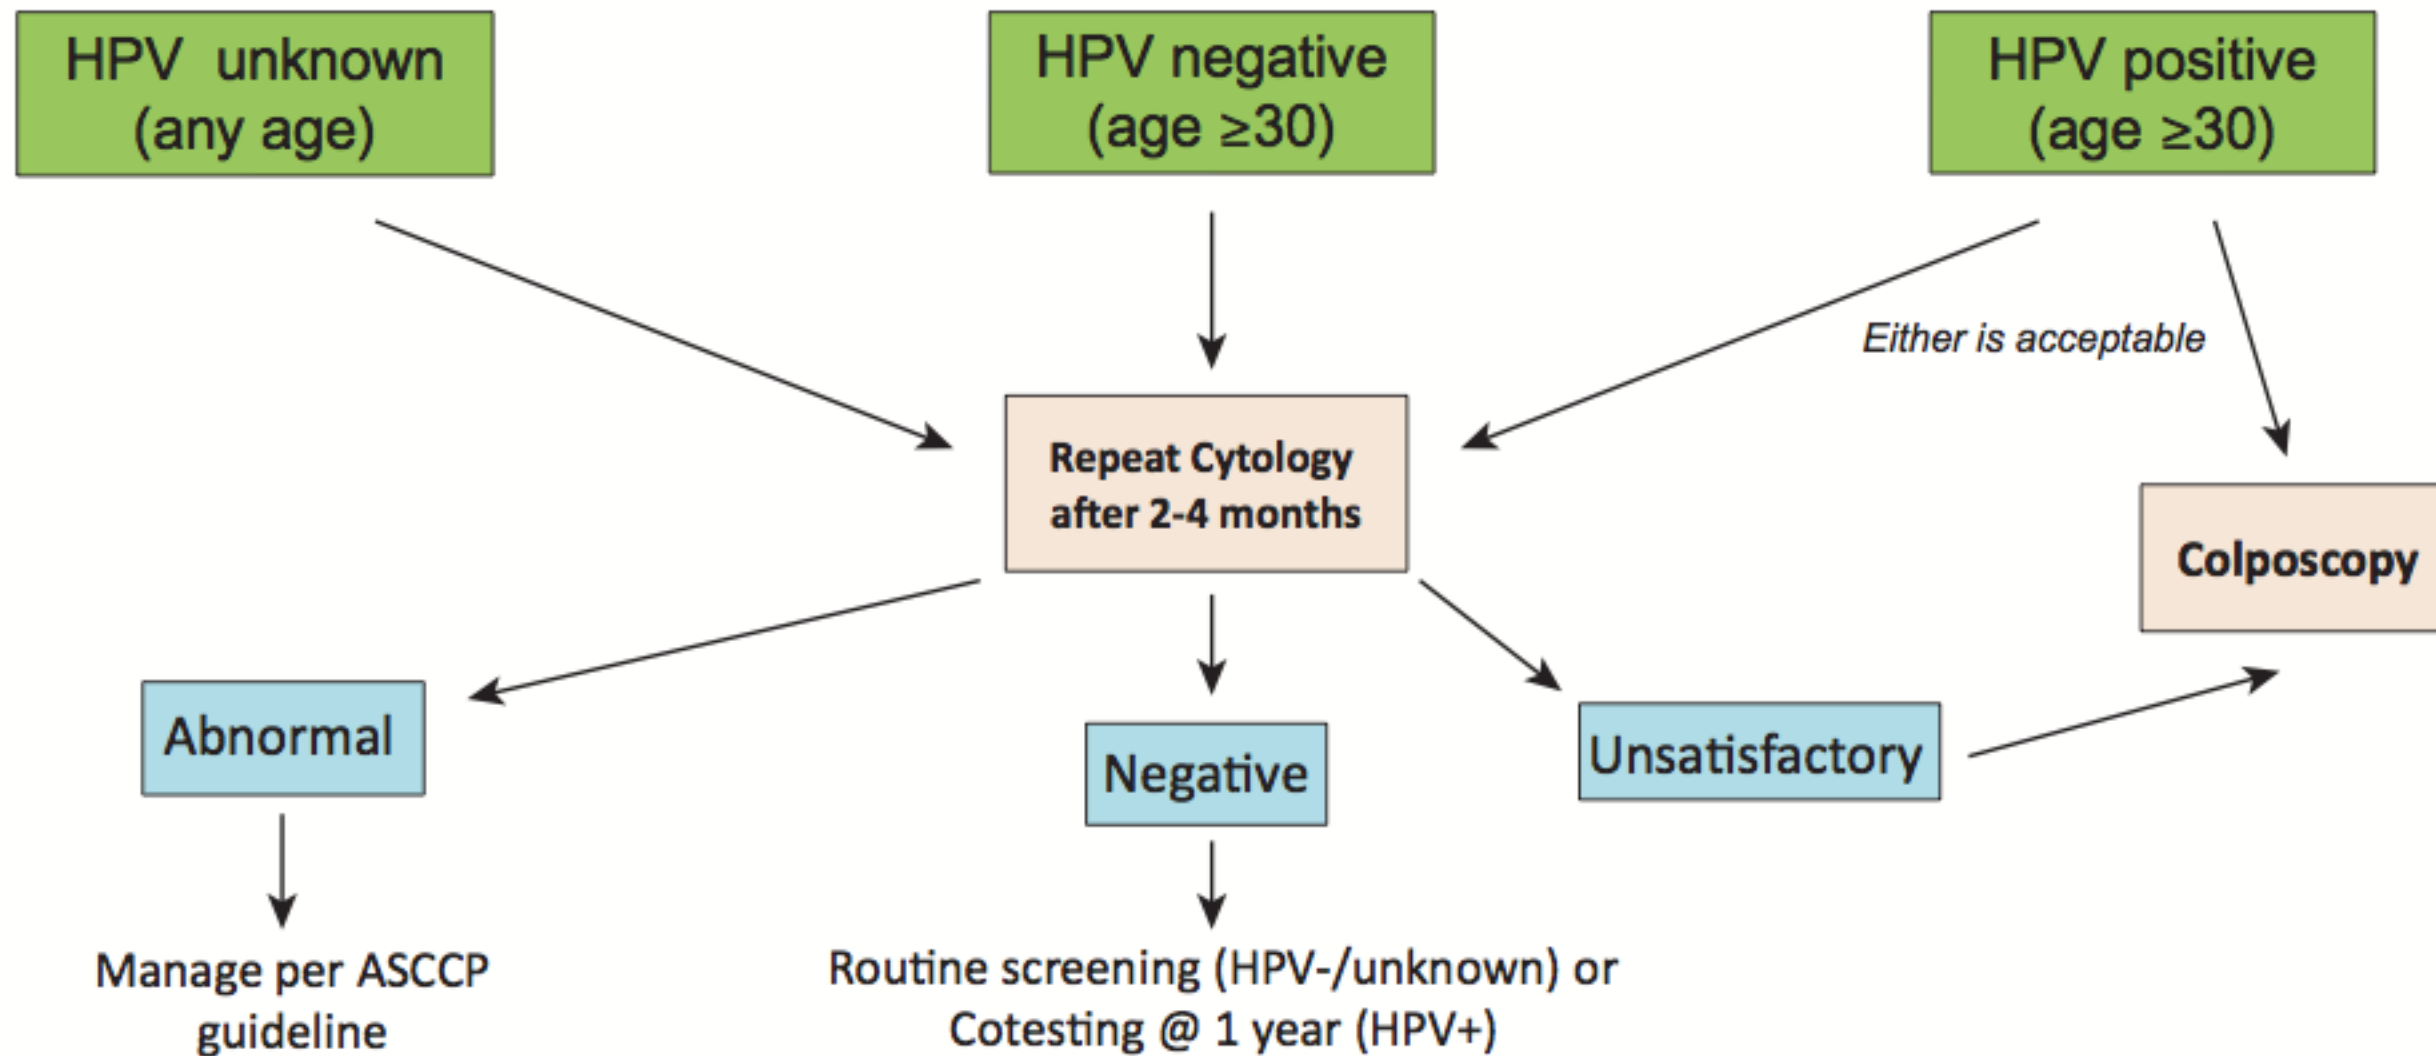 HPV unknown
(any age)
HPV negative
(age ≥30)
HPV positive
(age ≥30)
Either is acceptable
Repeat Cytology
after 2-4 months
Colposcopy
Abnormal
Negative
Unsatisfactory
Manage per ASCCP
guideline
Routine screening (HPV-/unknown) or
Cotesting @ 1 year (HPV+)